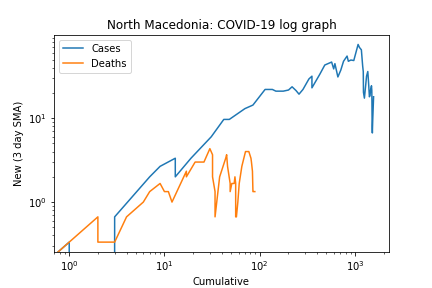 North Macedonia: COVID-19 log graph
Cases
Deaths
New (3 day SMA)
10¹
10⁰
10⁰ 10¹ 10² 10³
Cumulative